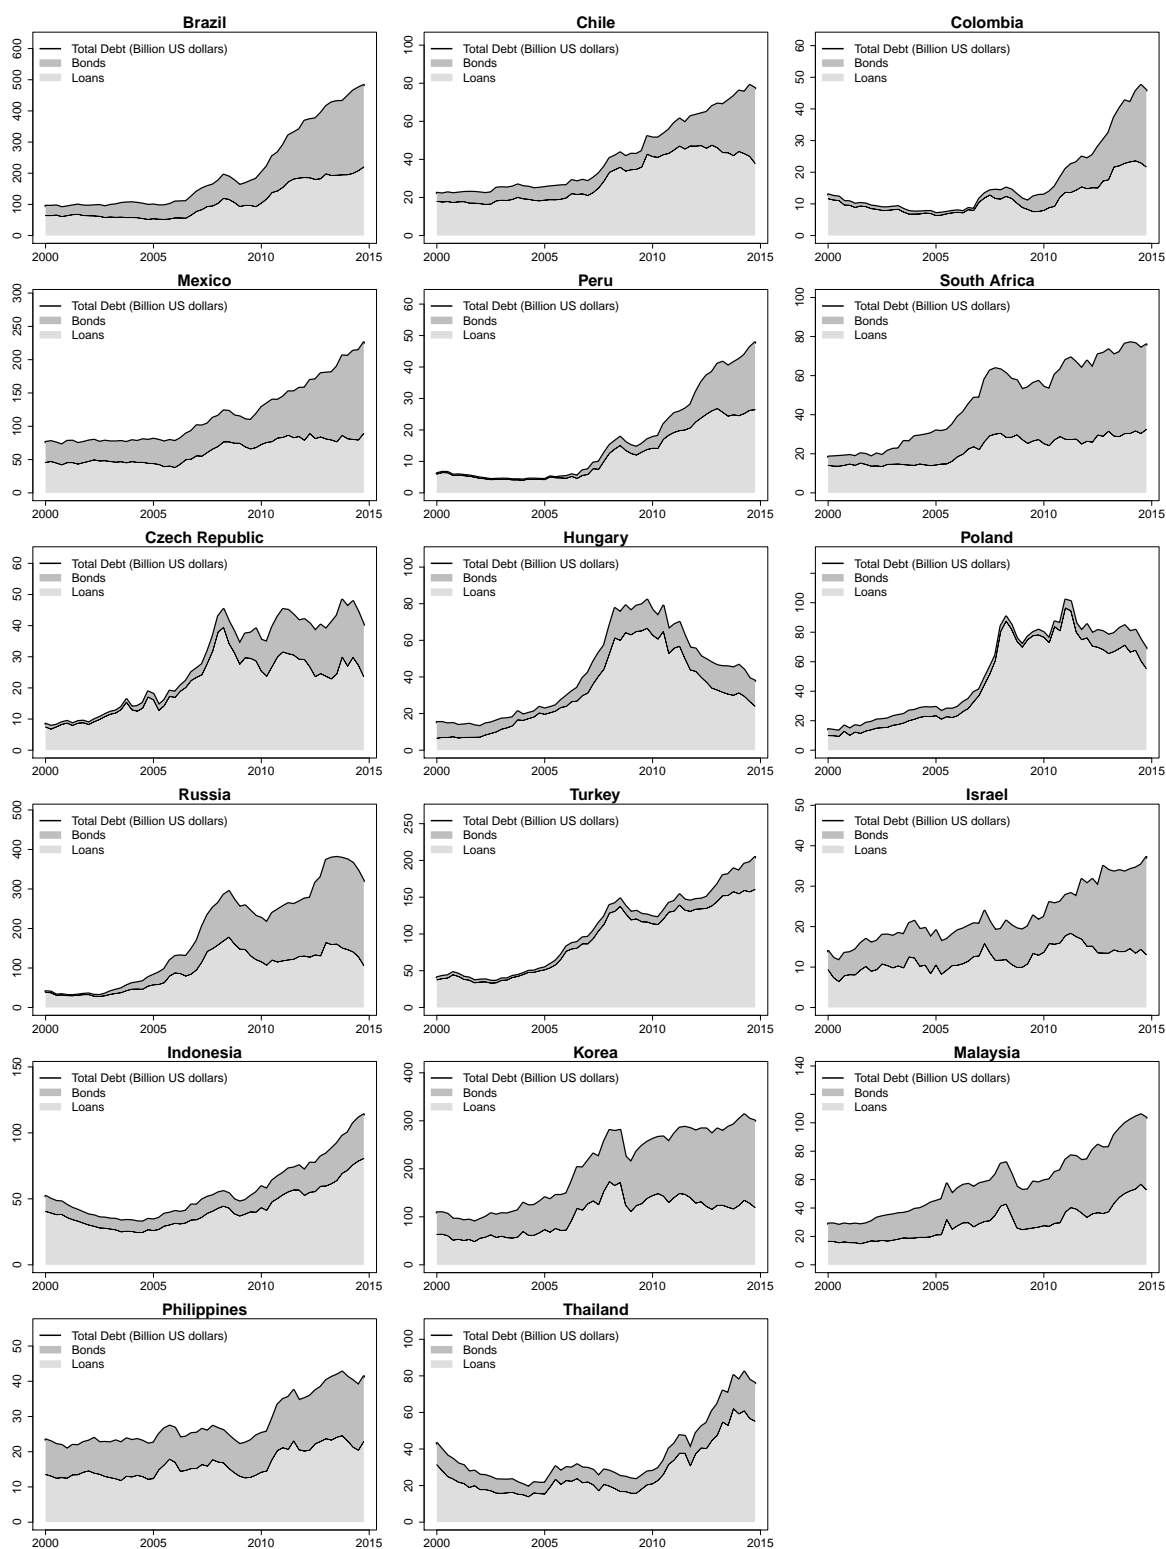 Brazil
Total Debt (Billion US dollars)
Bonds
Loans
0 100 200 300 400 500 600
2000 2005 2010 2015
Chile
Total Debt (Billion US dollars)
Bonds
Loans
0 20 40 60 80 100
2000 2005 2010 2015
Colombia
Total Debt (Billion US dollars)
Bonds
Loans
0 10 20 30 40 50 60
2000 2005 2010 2015
Mexico
Total Debt (Billion US dollars)
Bonds
Loans
0 50 100 150 200 250 300
2000 2005 2010 2015
Peru
Total Debt (Billion US dollars)
Bonds
Loans
0 10 20 30 40 50 60
2000 2005 2010 2015
South Africa
Total Debt (Billion US dollars)
Bonds
Loans
0 20 40 60 80 100
2000 2005 2010 2015
Czech Republic
Total Debt (Billion US dollars)
Bonds
Loans
0 10 20 30 40 50 60
2000 2005 2010 2015
Hungary
Total Debt (Billion US dollars)
Bonds
Loans
0 20 40 60 80 100
2000 2005 2010 2015
Poland
Total Debt (Billion US dollars)
Bonds
Loans
0 20 40 60 80 100
2000 2005 2010 2015
Russia
Total Debt (Billion US dollars)
Bonds
Loans
0 100 200 300 400 500
2000 2005 2010 2015
Turkey
Total Debt (Billion US dollars)
Bonds
Loans
0 50 100 150 200 250
2000 2005 2010 2015
Israel
Total Debt (Billion US dollars)
Bonds
Loans
0 10 20 30 40 50
2000 2005 2010 2015
Indonesia
Total Debt (Billion US dollars)
Bonds
Loans
0 50 100 150
2000 2005 2010 2015
Korea
Total Debt (Billion US dollars)
Bonds
Loans
0 100 200 300 400
2000 2005 2010 2015
Malaysia
Total Debt (Billion US dollars)
Bonds
Loans
0 20 40 60 80 100 140
2000 2005 2010 2015
Philippines
Total Debt (Billion US dollars)
Bonds
Loans
0 10 20 30 40 50
2000 2005 2010 2015
Thailand
Total Debt (Billion US dollars)
Bonds
Loans
0 20 40 60 80 100
2000 2005 2010 2015